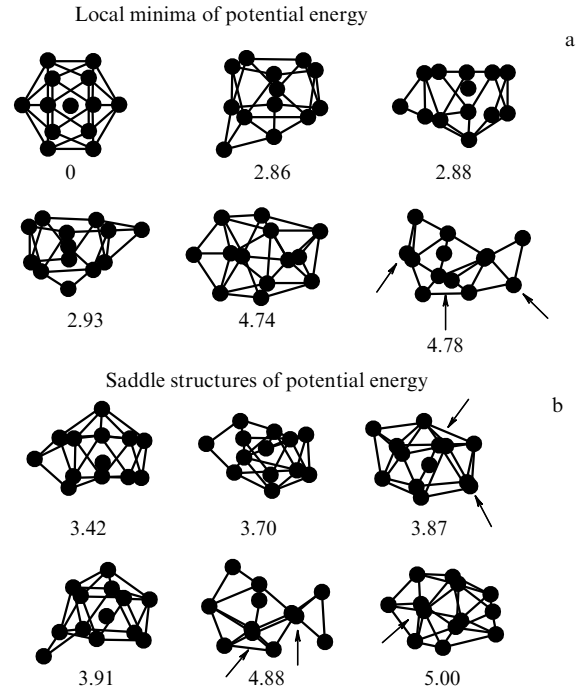 Local minima of potential energy
a
0 2.86 2.88
2.93 4.74 4.78
Saddle structures of potential energy
b
3.42 3.70 3.87
3.91 4.88 5.00